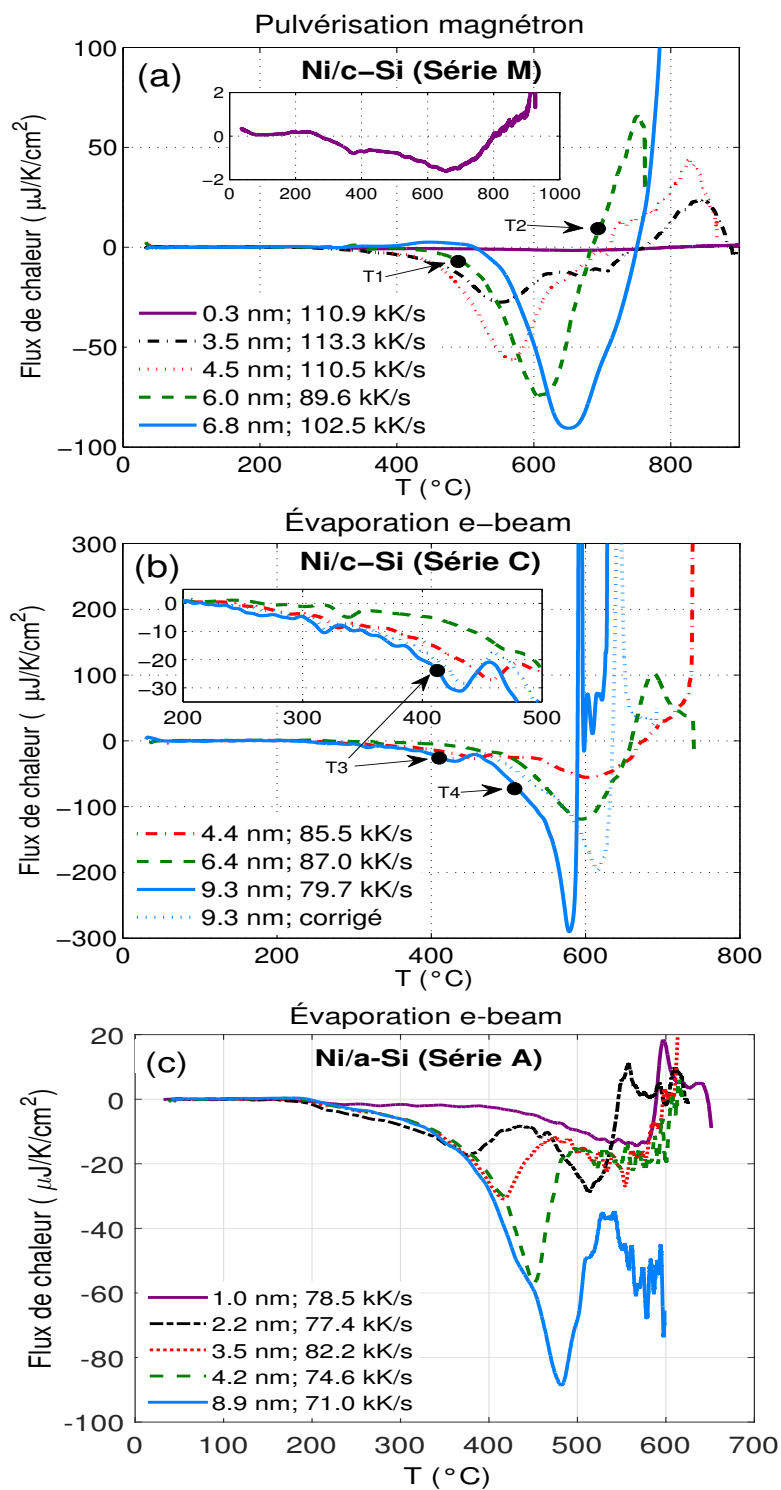 Pulvérisation magnétron
(a)
Ni/c−Si (Série M)
2
0
−2
0 200 400 600 800 1000
100
50
0
−50
−100
Flux de chaleur ( μJ/K/cm²)
T1
T2
0.3 nm; 110.9 kK/s
3.5 nm; 113.3 kK/s
4.5 nm; 110.5 kK/s
6.0 nm; 89.6 kK/s
6.8 nm; 102.5 kK/s
0 200 400 600 800
T (°C)
Évaporation e−beam
(b)
Ni/c−Si (Série C)
0
−10
−20
−30
200 300 400 500
300
200
100
0
−100
−200
−300
Flux de chaleur ( μJ/K/cm²)
T3
T4
4.4 nm; 85.5 kK/s
6.4 nm; 87.0 kK/s
9.3 nm; 79.7 kK/s
9.3 nm; corrigé
0 200 400 600 800
T (°C)
Évaporation e-beam
(c)
Ni/a-Si (Série A)
20
0
-20
-40
-60
-80
-100
Flux de chaleur ( μJ/K/cm²)
1.0 nm; 78.5 kK/s
2.2 nm; 77.4 kK/s
3.5 nm; 82.2 kK/s
4.2 nm; 74.6 kK/s
8.9 nm; 71.0 kK/s
0 100 200 300 400 500 600 700
T (°C)